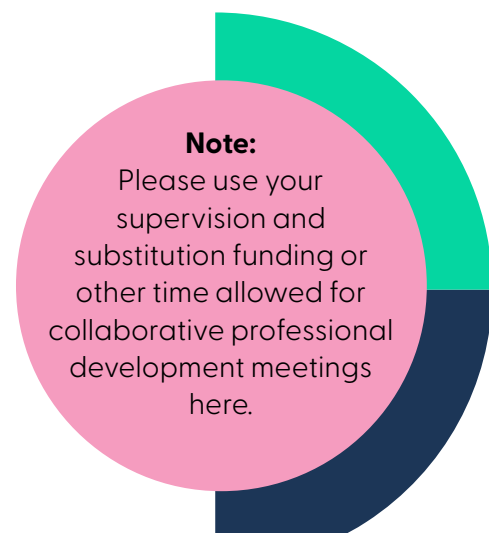 Note:
Please use your
supervision and
substitution funding or
other time allowed for
collaborative professional
development meetings
here.